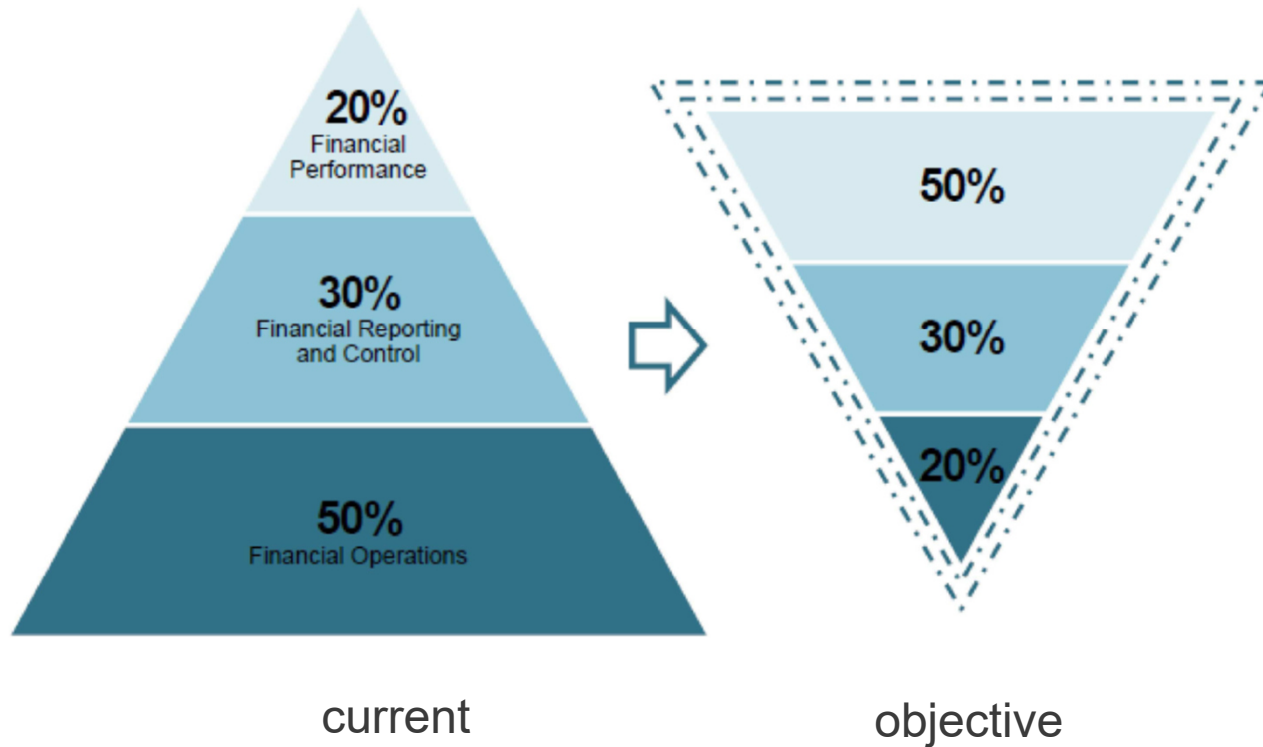 20%
Financial
Performance
30%
Financial Reporting
and Control
50%
Financial Operations
50%
30%
20%
current
objective